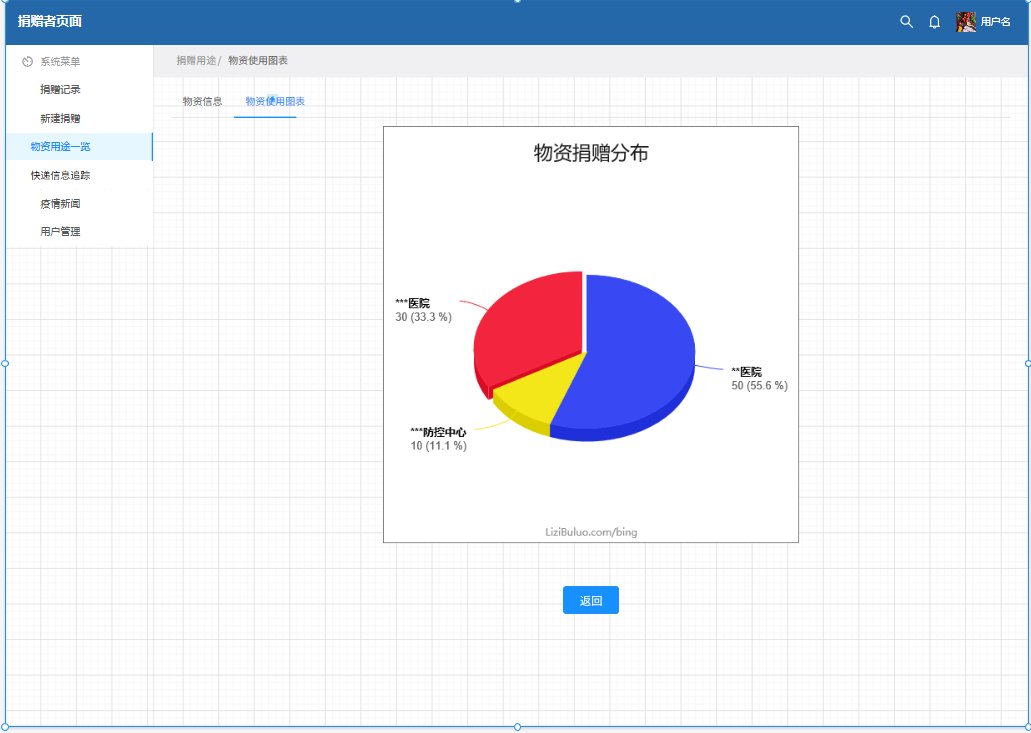 捐赠者页面
用户名
系统菜单
捐赠记录
新建捐赠
物资用途一览
快递信息追踪
疫情新闻
用户管理
捐赠用途/ 物资使用图表
物资信息 物资使用图表
物资捐赠分布
***医院
30 (33.3 %)
**医院
50 (55.6 %)
***防控中心
10 (11.1 %)
LiziBuluo.com/bing
返回